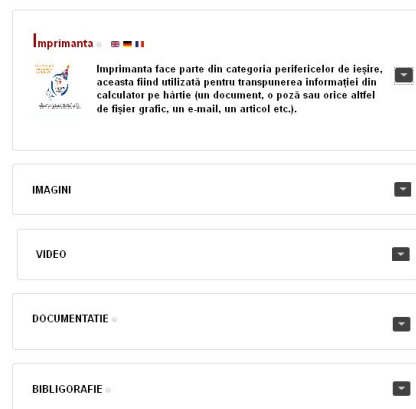 Imprimanta
Imprimanta face parte din categoria perifericelor de ieșire,
aceasta fiind utilizată pentru transpunerea informației din
calculator pe hârtie (un document, o poză sau orice altfel
de fișier grafic, un e-mail, un articol etc.).
IMAGINI
VIDEO
DOCUMENTATIE
BIBLIGORAFIE